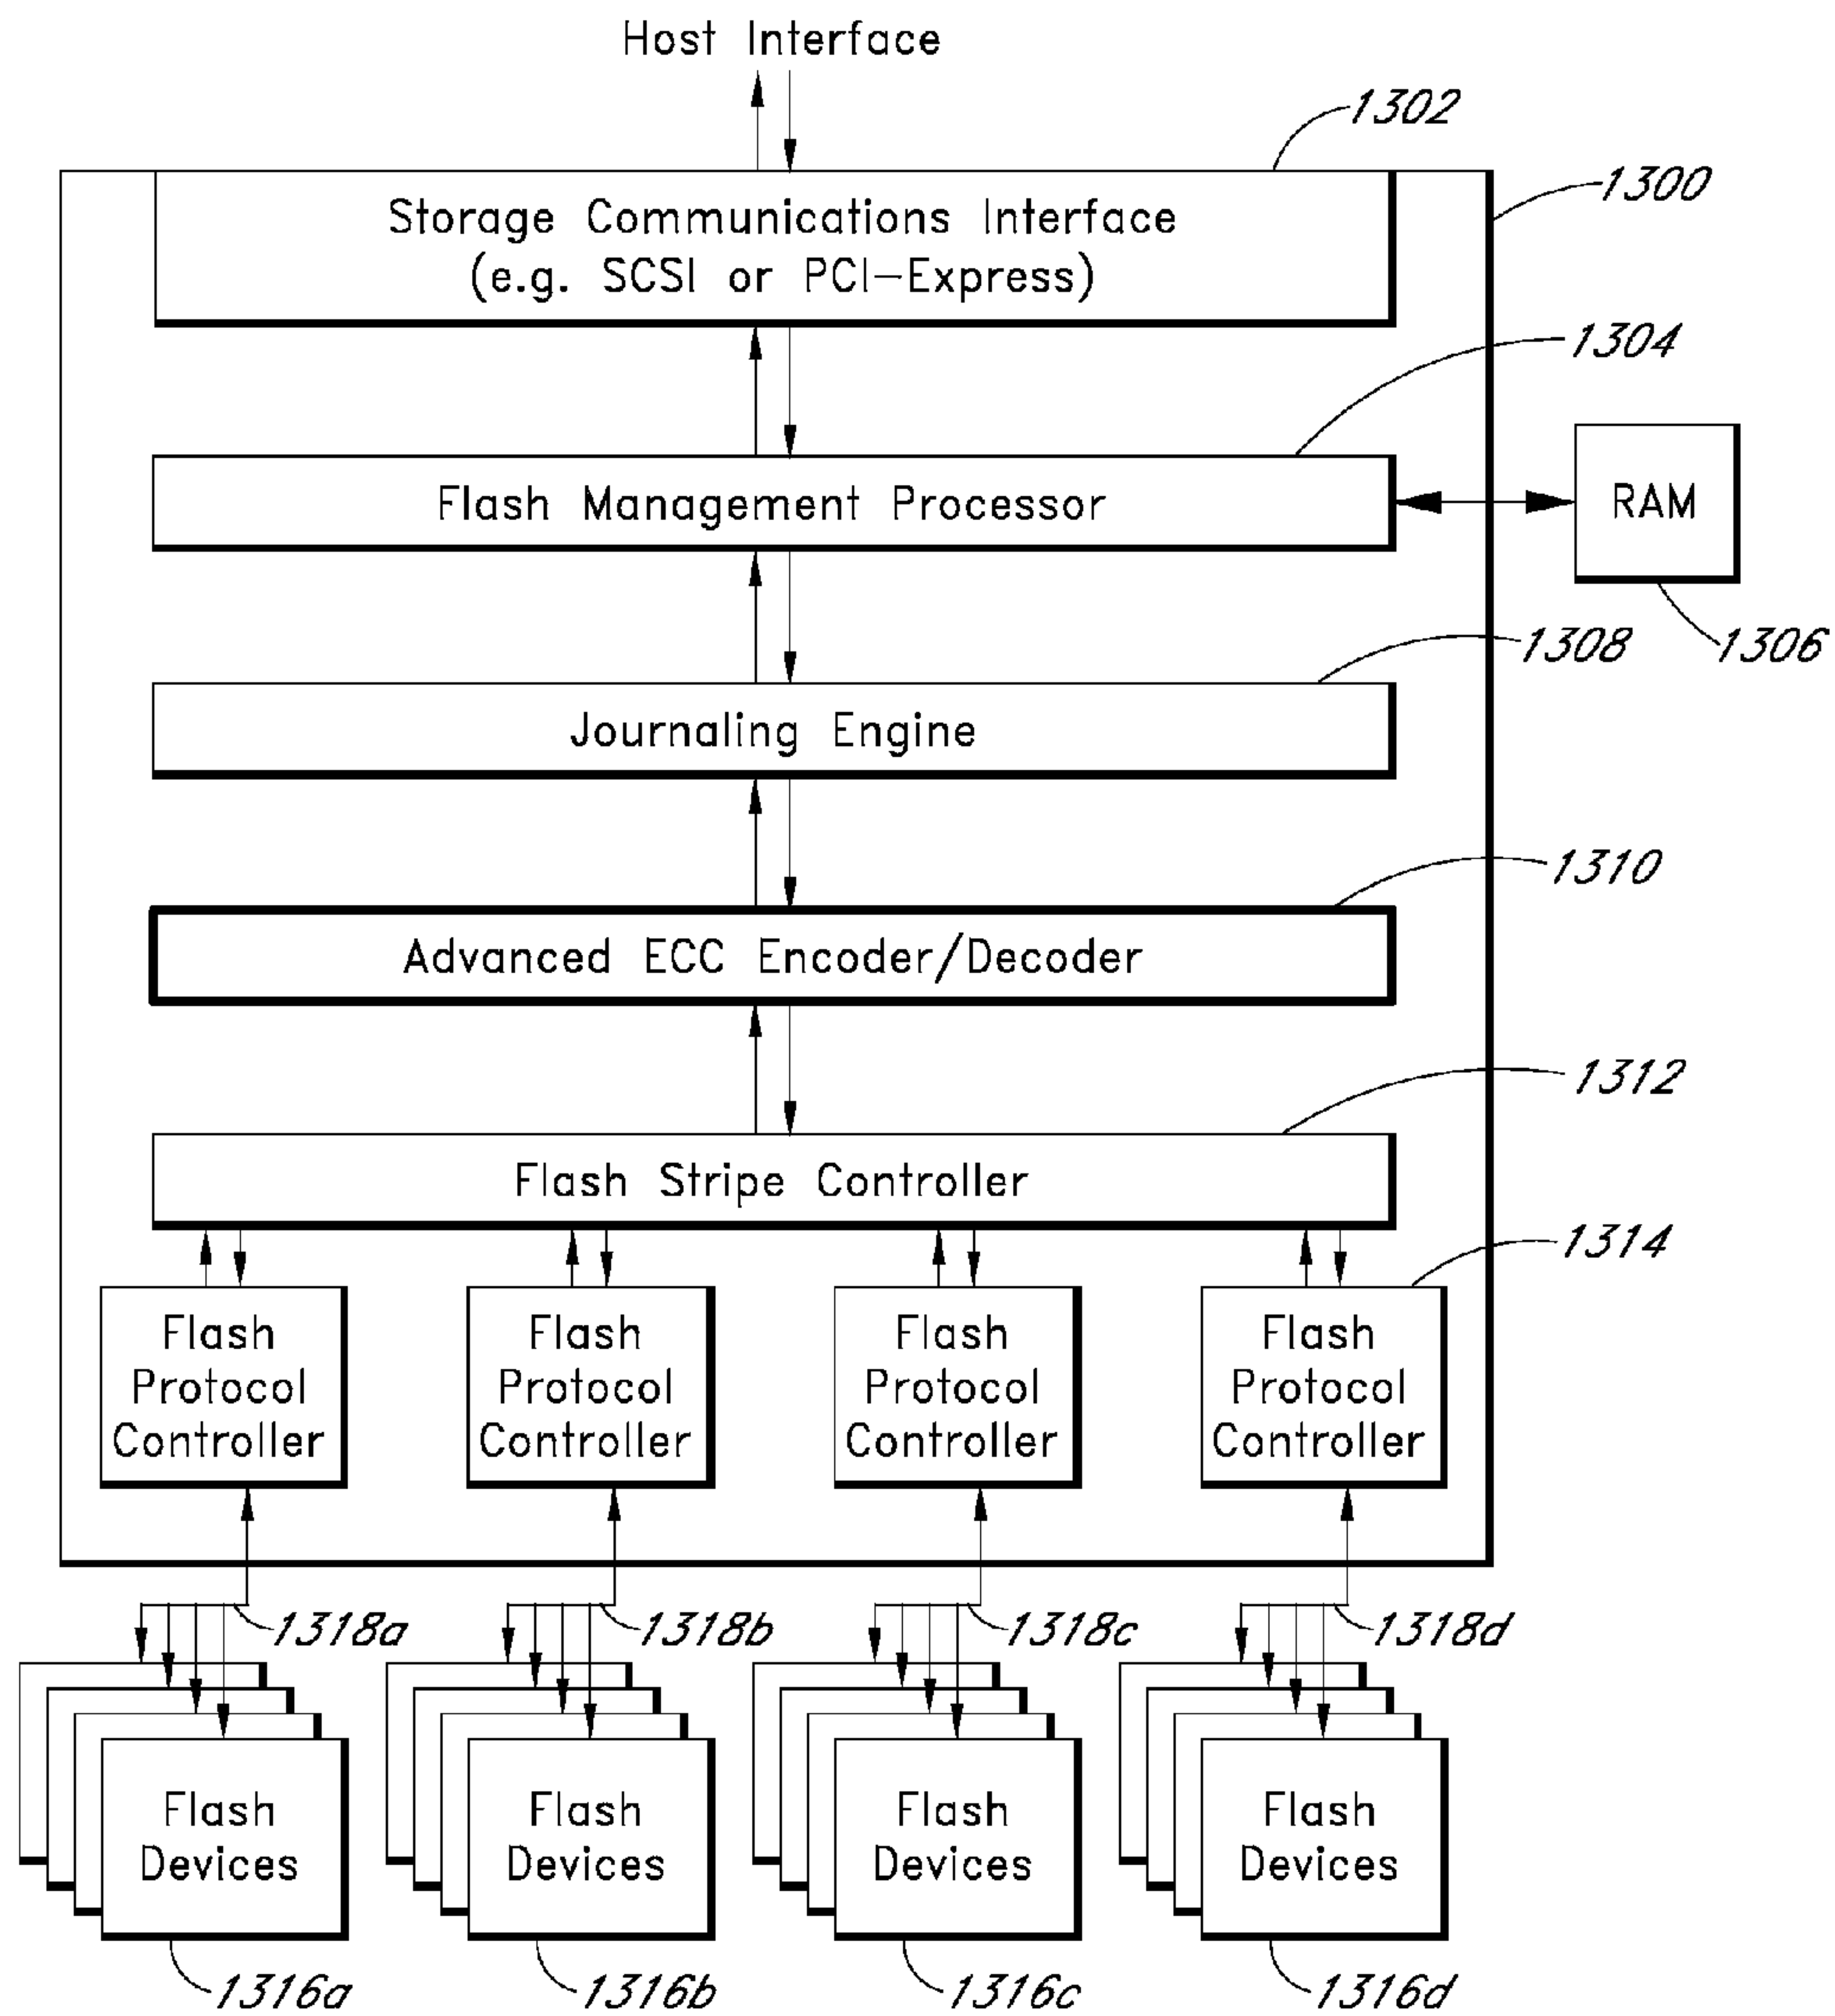 Host Interface
1302
1300
Storage Communications Interface
(e.g. SCSI or PCI-Express)
1304
Flash Management Processor
RAM
1306
1308
Journaling Engine
1310
Advanced ECC Encoder/Decoder
1312
Flash Stripe Controller
1314
Flash
Protocol
Controller
Flash
Protocol
Controller
Flash
Protocol
Controller
Flash
Protocol
Controller
1318a
1318b
1318c
1318d
Flash
Devices
Flash
Devices
Flash
Devices
Flash
Devices
1316a
1316b
1316c
1316d